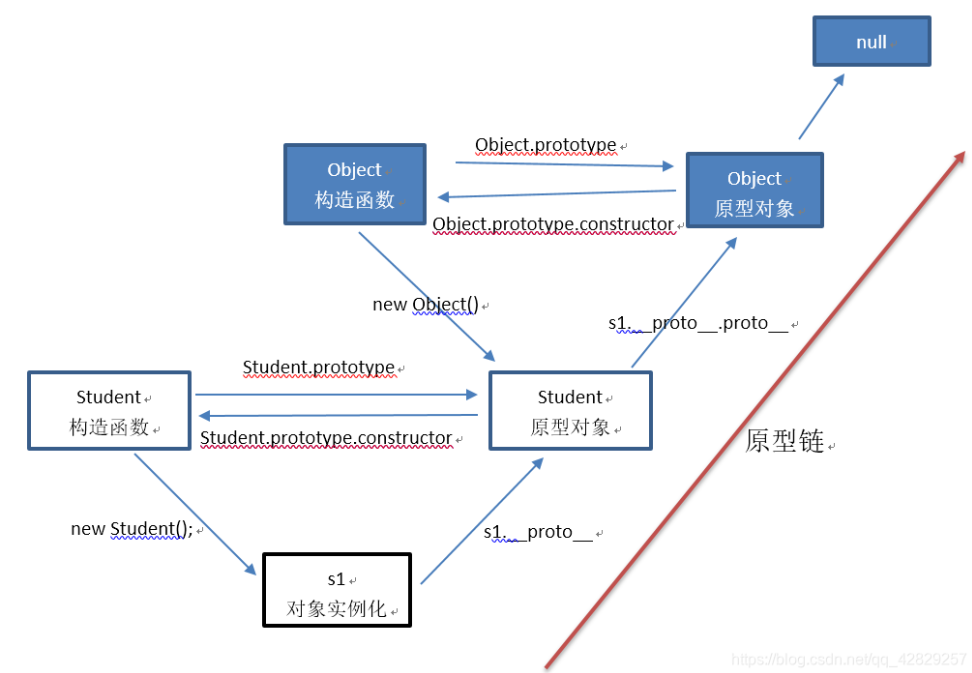 null
Object.prototype
Object
构造函数
Object
原型对象
Object.prototype.constructor
new Object()
s1.__proto__.proto__
Student.prototype
Student
构造函数
Student
原型对象
Student.prototype.constructor
原型链
new Student();
s1.__proto__
s1
对象实例化
https://blog.csdn.net/qq_42829257